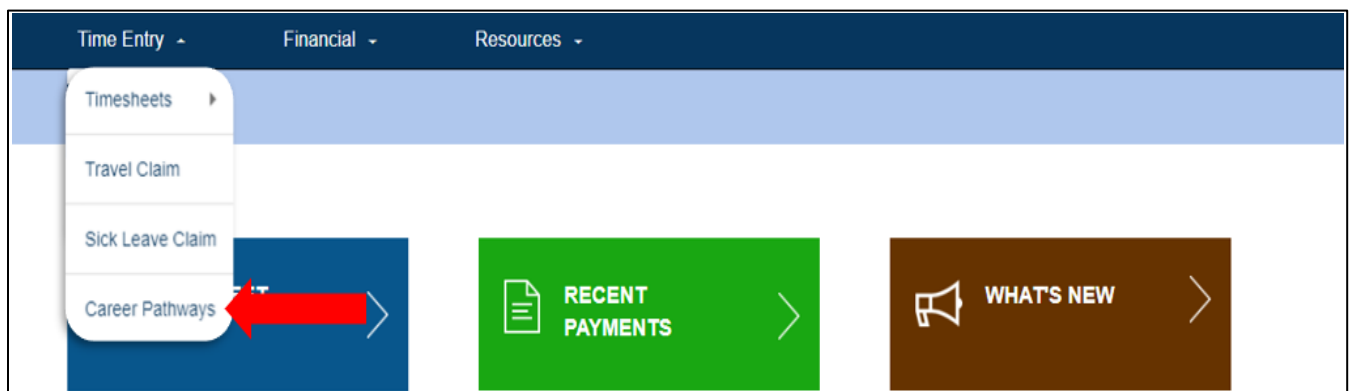 Time Entry Financial Resources
Timesheets
Travel Claim
Sick Leave Claim
Career Pathways
RECENT
PAYMENTS
WHAT'S NEW